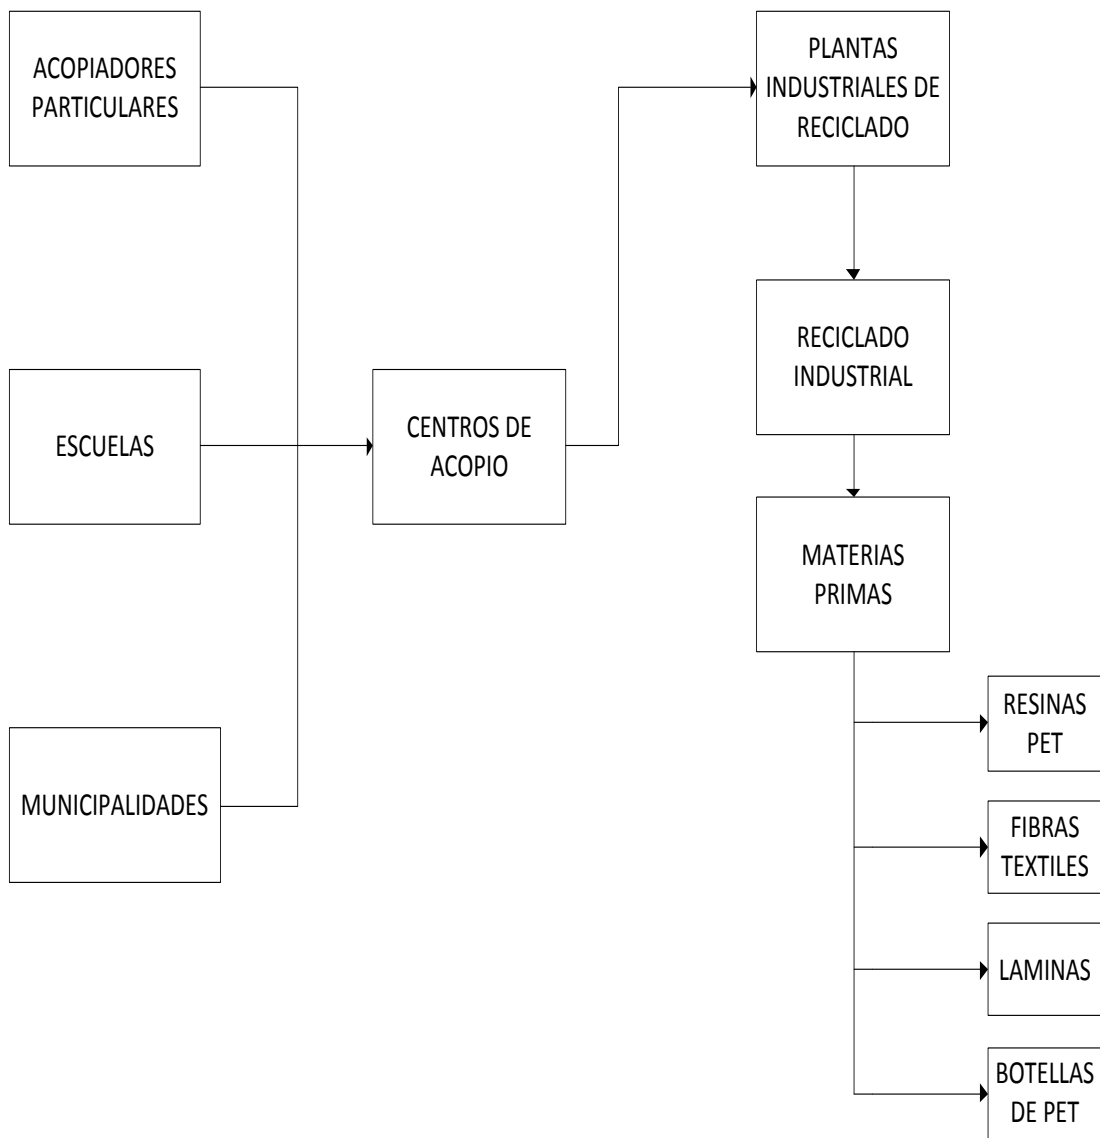 ACOPIADORES
PARTICULARES
PLANTAS
INDUSTRIALES DE
RECICLADO
RECICLADO
INDUSTRIAL
ESCUELAS
CENTROS DE
ACOPIO
MATERIAS
PRIMAS
MUNICIPALIDADES
RESINAS
PET
FIBRAS
TEXTILES
LAMINAS
BOTELLAS
DE PET